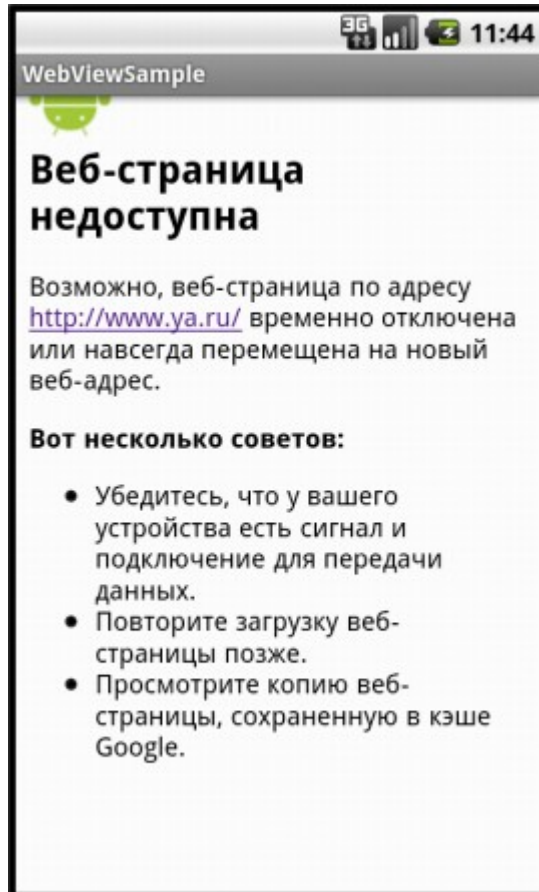 3G 11:44
WebViewSample
Веб-страница
недоступна
Возможно, веб-страница по адресу
http://www.ya.ru/ временно отключена
или навсегда перемещена на новый
веб-адрес.
Вот несколько советов:
Убедитесь, что у вашего
устройства есть сигнал и
подключение для передачи
данных.
Повторите загрузку веб-
страницы позже.
Просмотрите копию веб-
страницы, сохраненную в кэше
Google.